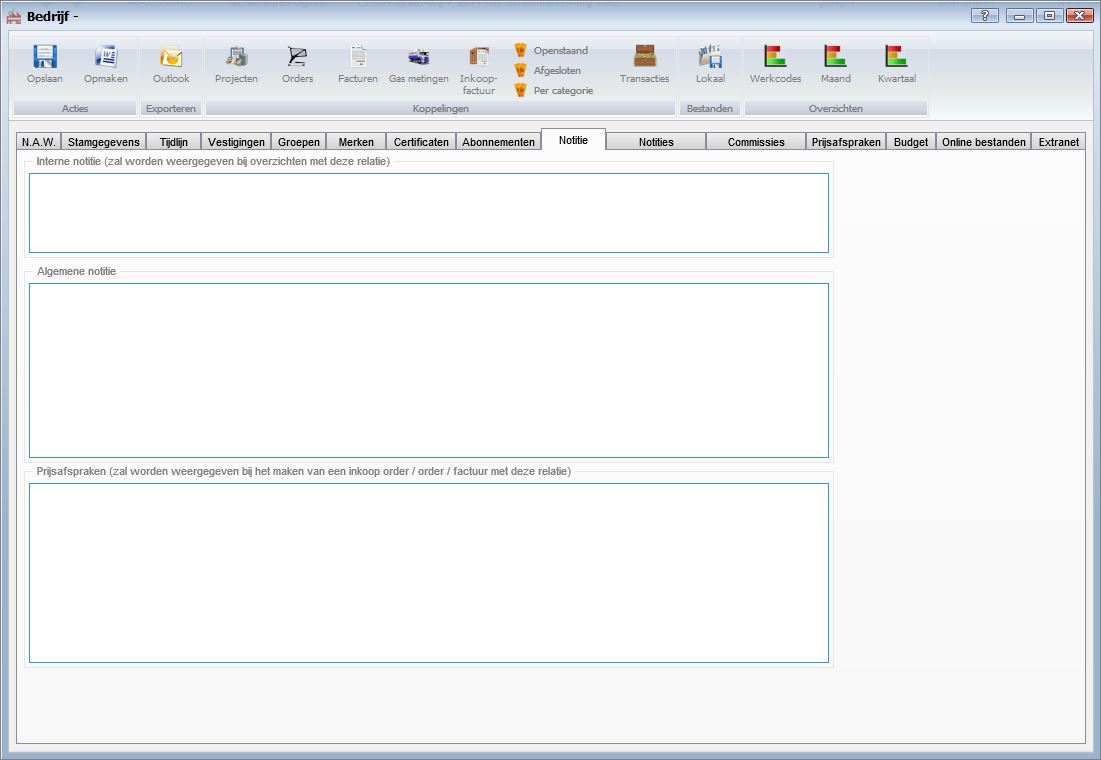 Bedrijf -
?
Opslaan Opmaken Outlook Projecten Orders Facturen Gas metingen Inkoop-
factuur
Openstaand
Afgesloten
Per categorie
Transacties Lokaal Werkcodes Maand Kwartaal
Acties Exporteren Koppelingen Bestanden Overzichten
N.A.W. Stamgegevens Tijdlijn Vestigingen Groepen Merken Certificaten Abonnementen Notitie Notities Commissies Prijsafspraken Budget Online bestanden Extranet
Interne notitie (zal worden weergegeven bij overzichten met deze relatie)
Algemene notitie
Prijsafspraken (zal worden weergegeven bij het maken van een inkoop order / order / factuur met deze relatie)